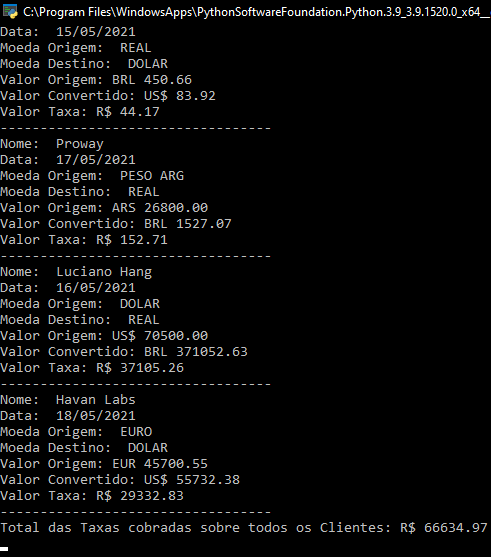 C:\Program Files\WindowsApps\PythonSoftwareFoundation.Python.3.9_3.9.1520.0_x64__
Data:  15/05/2021
Moeda Origem:  REAL
Moeda Destino:  DOLAR
Valor Origem: BRL 450.66
Valor Convertido: US$ 83.92
Valor Taxa: R$ 44.17
----------------------------------
Nome:  Proway
Data:  17/05/2021
Moeda Origem:  PESO ARG
Moeda Destino:  REAL
Valor Origem: ARS 26800.00
Valor Convertido: BRL 1527.07
Valor Taxa: R$ 152.71
----------------------------------
Nome:  Luciano Hang
Data:  16/05/2021
Moeda Origem:  DOLAR
Moeda Destino:  REAL
Valor Origem: US$ 70500.00
Valor Convertido: BRL 371052.63
Valor Taxa: R$ 37105.26
----------------------------------
Nome:  Havan Labs
Data:  18/05/2021
Moeda Origem:  EURO
Moeda Destino:  DOLAR
Valor Origem: EUR 45700.55
Valor Convertido: US$ 55732.38
Valor Taxa: R$ 29332.83
----------------------------------
Total das Taxas cobradas sobre todos os Clientes: R$ 66634.97